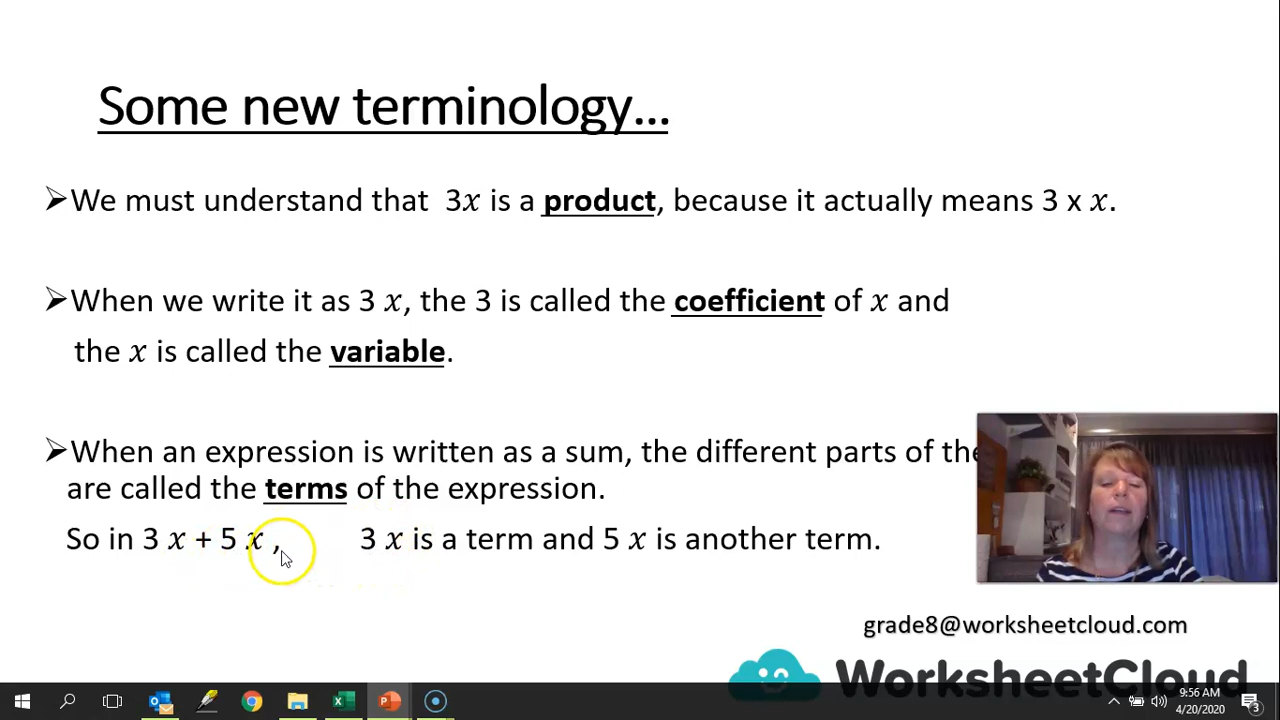 Some new terminology...
➢We must understand that 3x is a product, because it actually means 3 x x.
➢When we write it as 3 x, the 3 is called the coefficient of x and
the x is called the variable.
➢When an expression is written as a sum, the different parts of the
are called the terms of the expression.
So in 3 x + 5 x , 3 x is a term and 5 x is another term.
grade8@worksheetcloud.com
WorksheetCloud
9:56 AM
4/20/2020
3